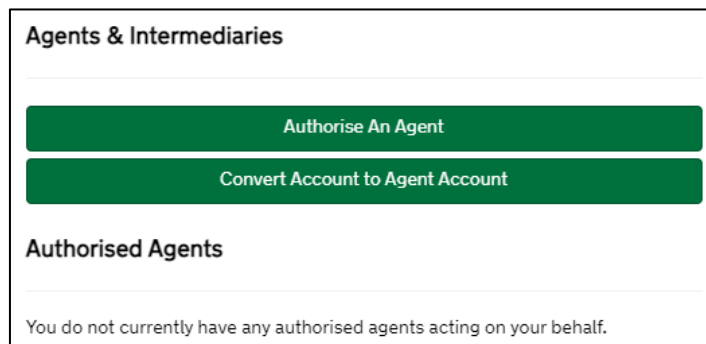 Agents & Intermediaries
Authorise An Agent
Convert Account to Agent Account
Authorised Agents
You do not currently have any authorised agents acting on your behalf.